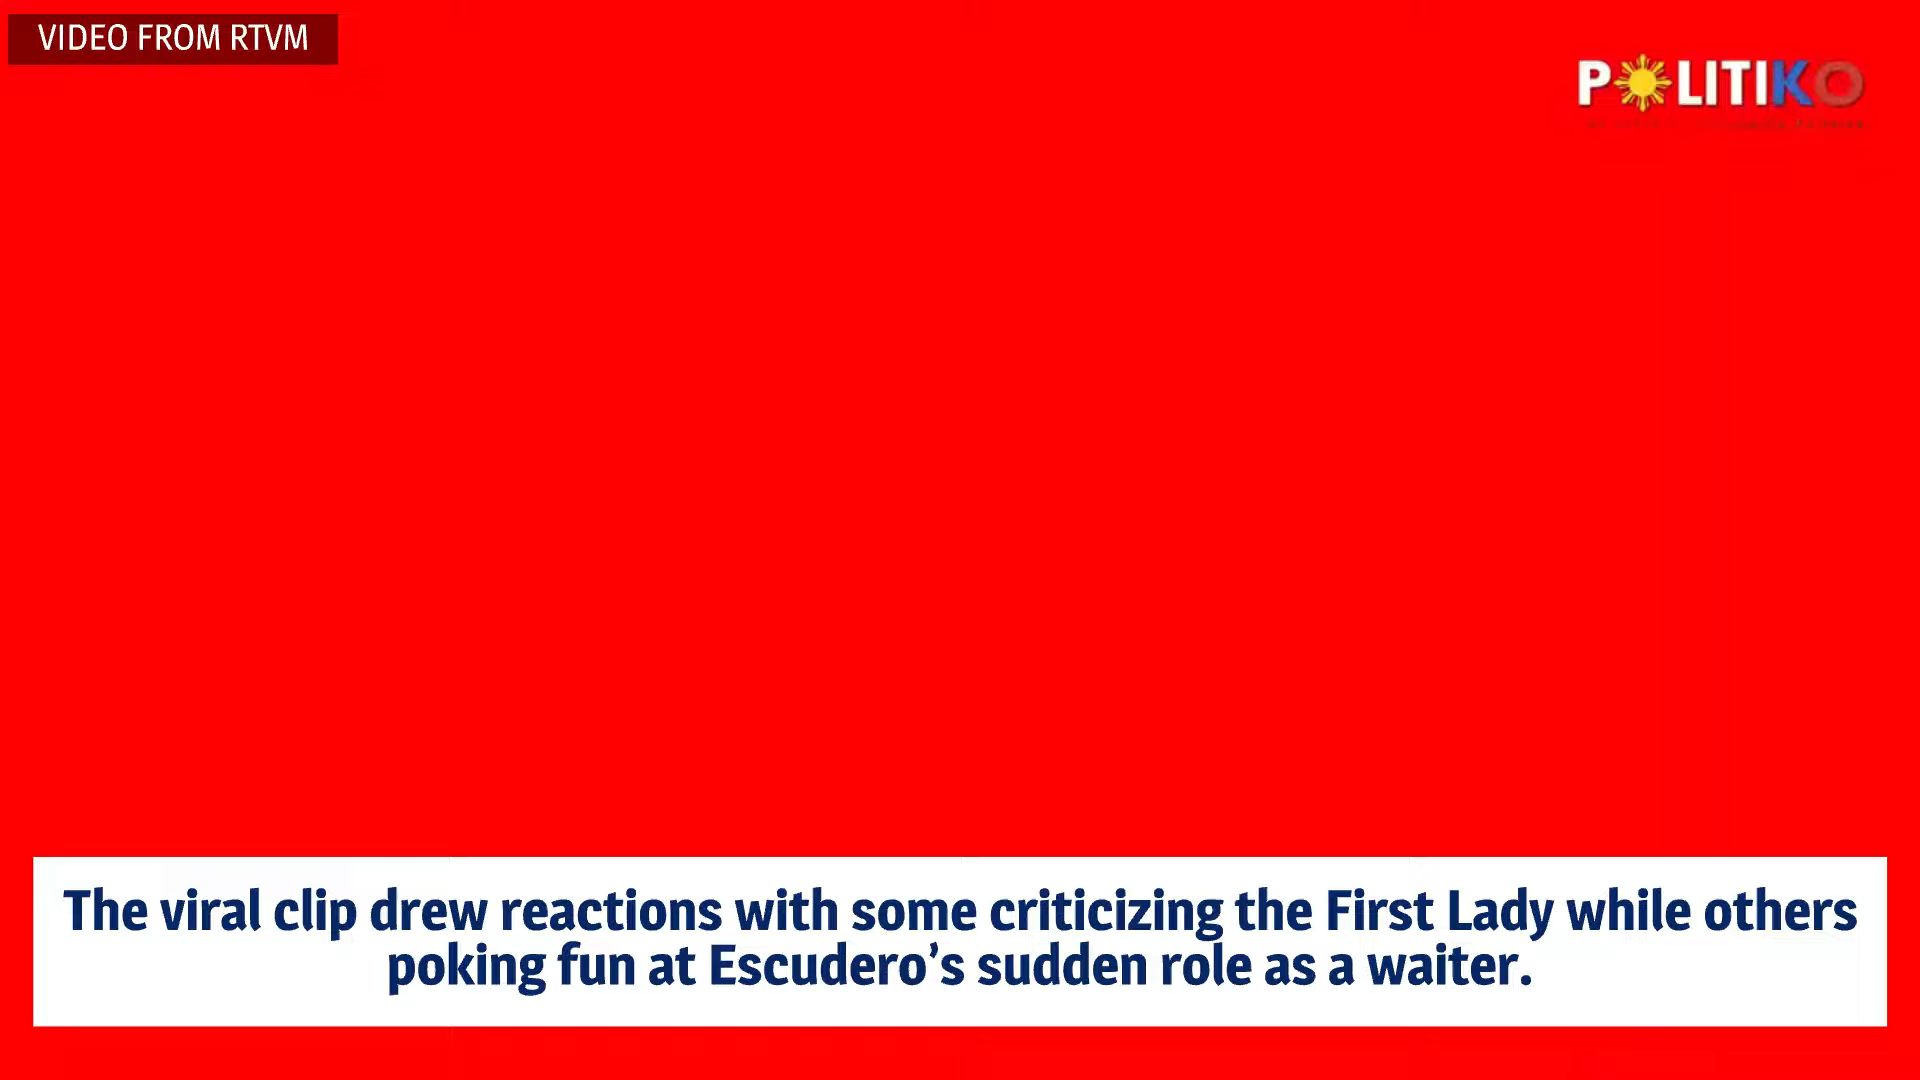 VIDEO FROM RTVM
POLITIKO
The viral clip drew reactions with some criticizing the First Lady while others
poking fun at Escudero’s sudden role as a waiter.